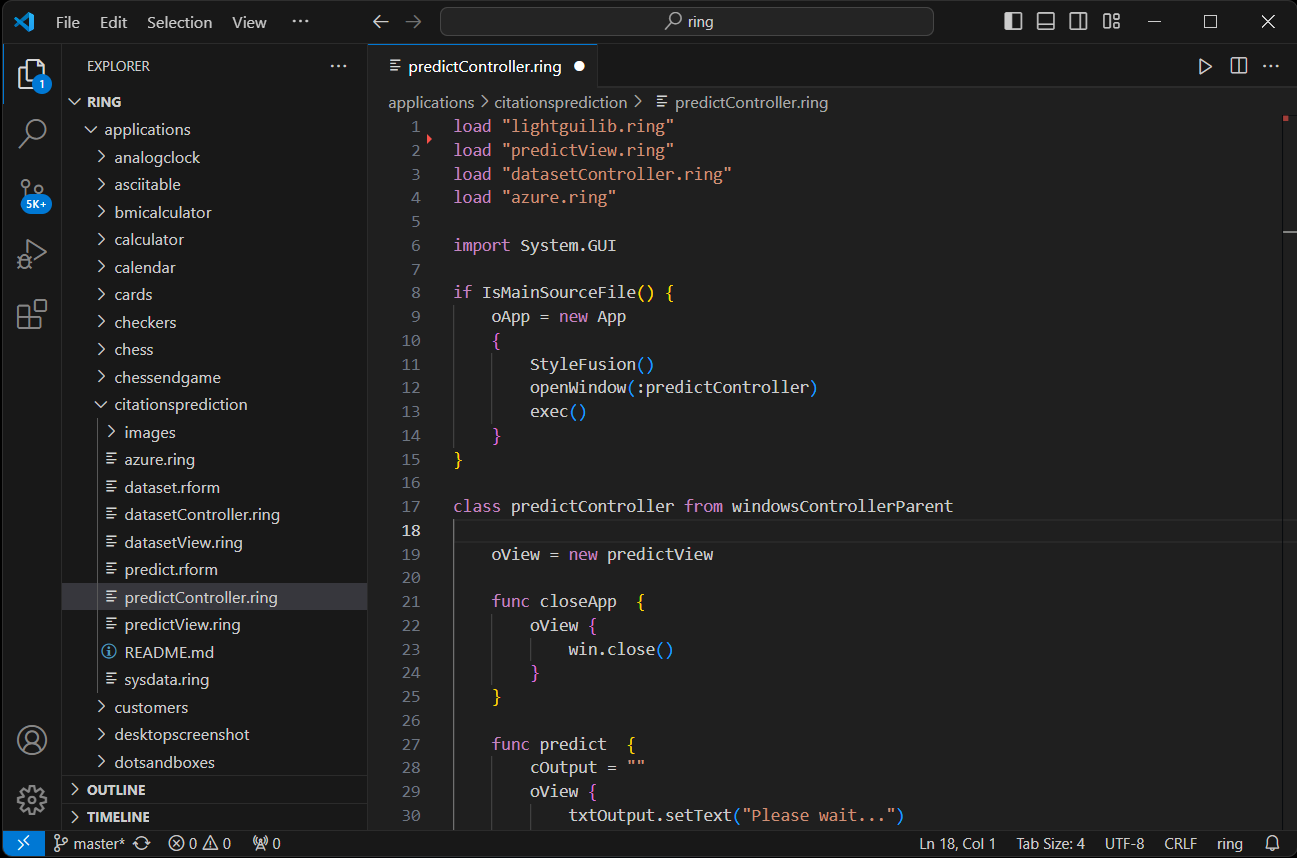 File Edit Selection View ···
ring
EXPLORER ···
RING
applications
analogclock
asciitable
bmicalculator
calculator
calendar
cards
checkers
chess
chessendgame
citationsprediction
images
azure.ring
dataset.rform
datasetController.ring
datasetView.ring
predict.rform
predictController.ring
predictView.ring
README.md
sysdata.ring
customers
desktopscreenshot
dotsandboxes
OUTLINE
TIMELINE
1
5K+
predictController.ring
applications > citationsprediction > predictController.ring
1 load "lightguilib.ring"
2 load "predictView.ring"
3 load "datasetController.ring"
4 load "azure.ring"
5
6 import System.GUI
7
8 if IsMainSourceFile() {
9 oApp = new App
10 {
11 StyleFusion()
12 openWindow(:predictController)
13 exec()
14 }
15 }
16
17 class predictController from windowsControllerParent
18
19 oView = new predictView
20
21 func closeApp  {
22 oView {
23 win.close()
24 }
25 }
26
27 func predict  {
28 cOutput = ""
29 oView {
30 txtOutput.setText("Please wait...")
master* 0 0 0 Ln 18, Col 1 Tab Size: 4 UTF-8 CRLF ring